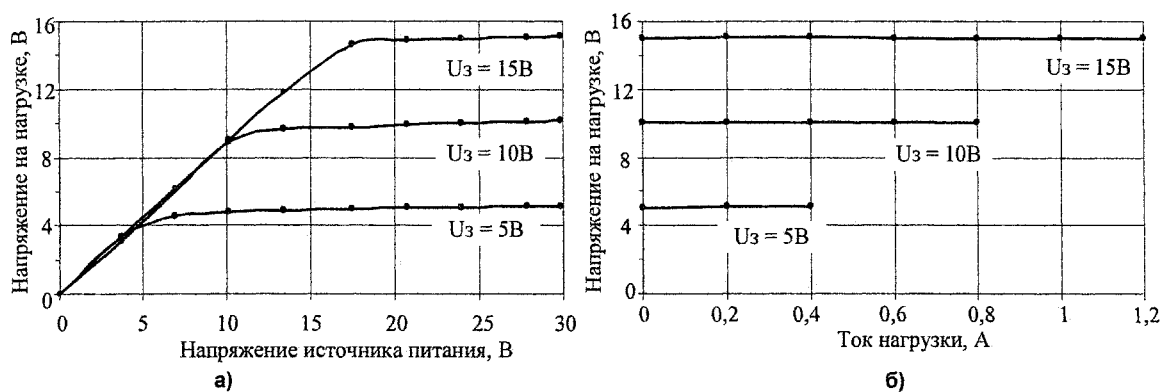 Напряжение на нагрузке, В
16
12
8
4
0
Uз = 15В
Uз = 10В
Uз = 5В
0 5 10 15 20 25 30
Напряжение источника питания, В
а)
Напряжение на нагрузке, В
16
12
8
4
0
Uз = 15В
Uз = 10В
Uз = 5В
0 0,2 0,4 0,6 0,8 1 1,2
Ток нагрузки, А
б)